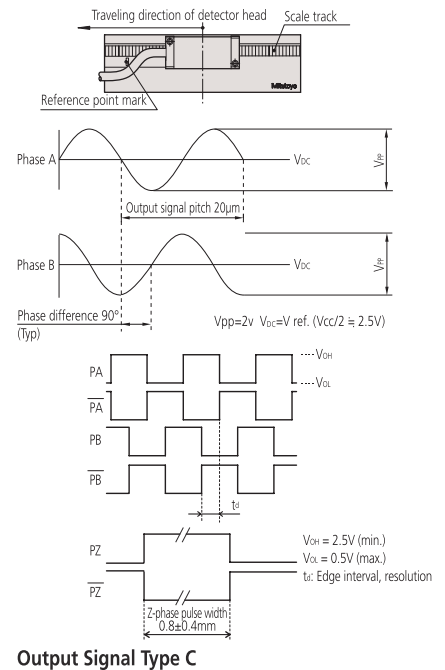 Traveling direction of detector head
Scale track
Mitutoyo
Reference point mark
Phase A
VDC
VPP
Output signal pitch 20µm
Phase B
VDC
VPP
Phase difference 90°
(Typ)
Vpp=2v VDC=V ref. (Vcc/2 ≒ 2.5V)
PA
VOH
PA
VOL
PB
PB
td
PZ
PZ
VOH = 2.5V (min.)
VOL = 0.5V (max.)
td: Edge interval, resolution
Z-phase pulse width
0.8±0.4mm
Output Signal Type C